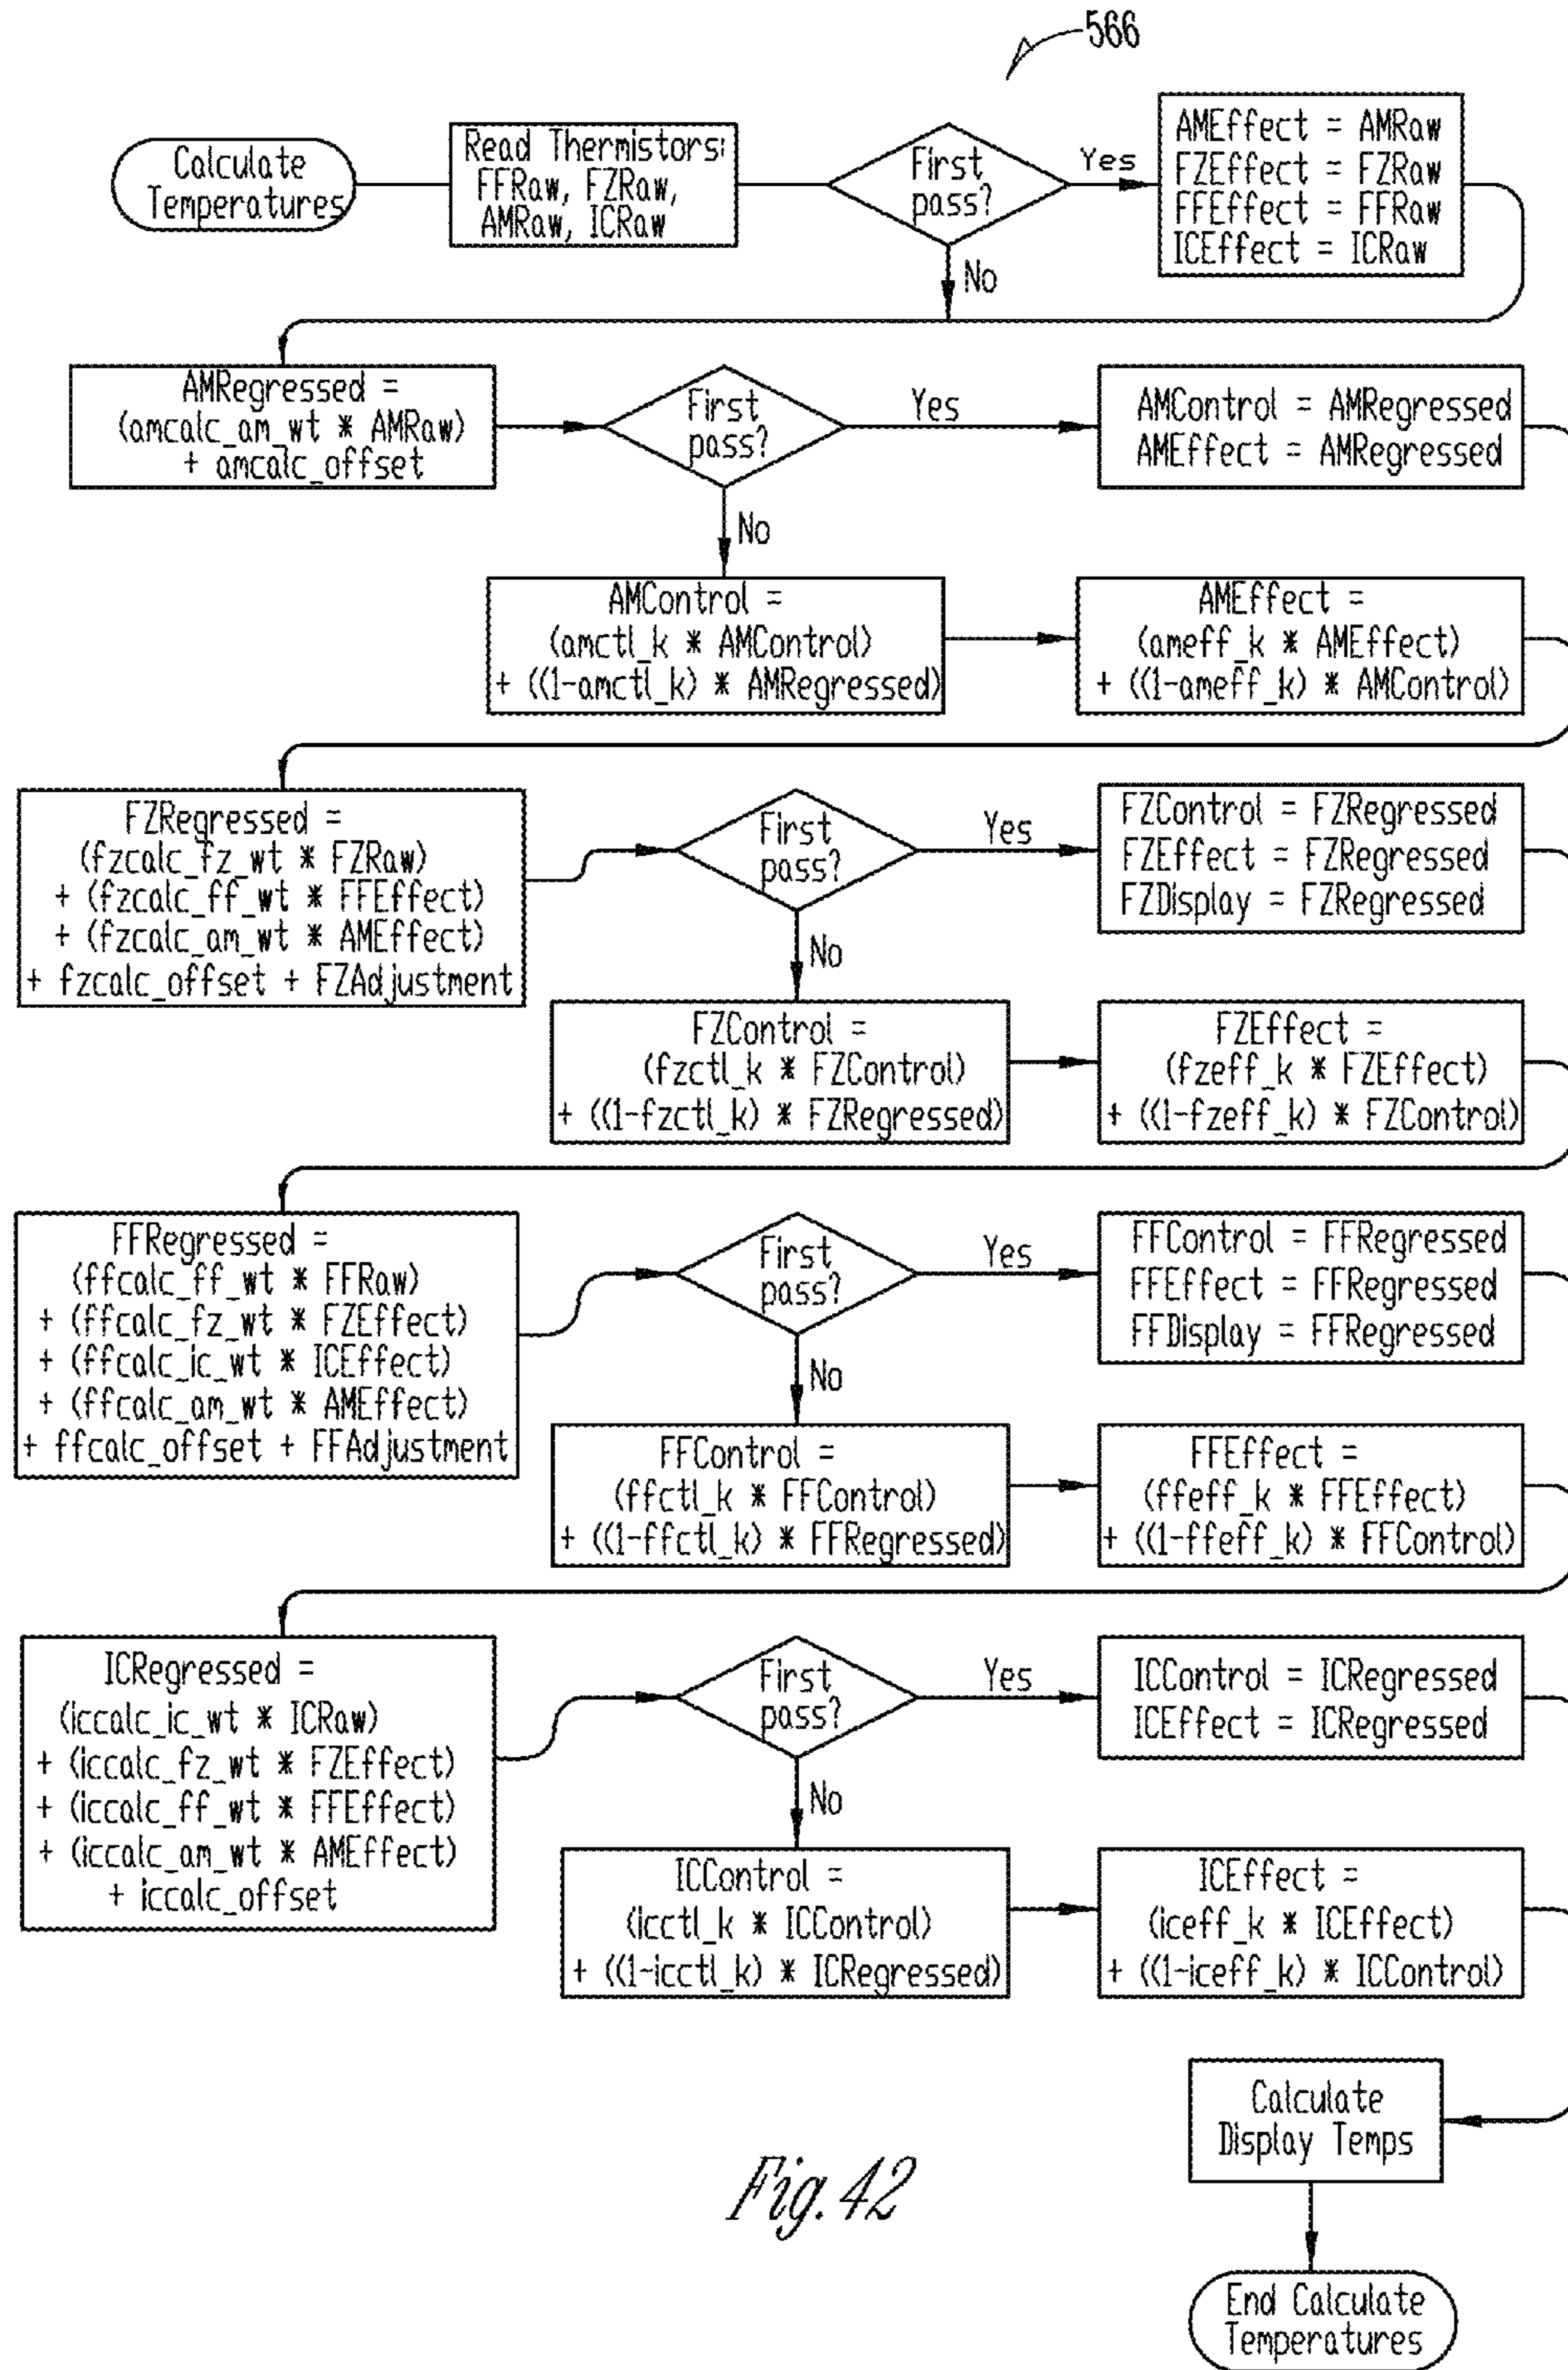 566
Calculate
Temperatures
Read Thermistors:
FFRaw, FZRaw,
AMRaw, ICRaw
First
pass?
Yes
AMEffect = AMRaw
FZEffect = FZRaw
FFEffect = FFRaw
ICEffect = ICRaw
No
AMRegressed =
(amcalc_am_wt * AMRaw)
+ amcalc_offset
First
pass?
Yes
AMControl = AMRegressed
AMEffect = AMRegressed
No
AMControl =
(amctl_k * AMControl)
+ ((1-amctl_k) * AMRegressed)
AMEffect =
(ameff_k * AMEffect)
+ ((1-ameff_k) * AMControl)
FZRegressed =
(fzcalc_fz_wt * FZRaw)
+ (fzcalc_ff_wt * FFEffect)
+ (fzcalc_am_wt * AMEffect)
+ fzcalc_offset + FZAdjustment
First
pass?
Yes
FZControl = FZRegressed
FZEffect = FZRegressed
FZDisplay = FZRegressed
No
FZControl =
(fzctl_k * FZControl)
+ ((1-fzctl_k) * FZRegressed)
FZEffect =
(fzeff_k * FZEffect)
+ ((1-fzeff_k) * FZControl)
FFRegressed =
(ffcalc_ff_wt * FFRaw)
+ (ffcalc_fz_wt * FZEffect)
+ (ffcalc_ic_wt * ICEffect)
+ (ffcalc_am_wt * AMEffect)
+ ffcalc_offset + FFAdjustment
First
pass?
Yes
FFControl = FFRegressed
FFEffect = FFRegressed
FFDisplay = FFRegressed
No
FFControl =
(ffctl_k * FFControl)
+ ((1-ffctl_k) * FFRegressed)
FFEffect =
(ffeff_k * FFEffect)
+ ((1-ffeff_k) * FFControl)
ICRegressed =
(iccalc_ic_wt * ICRaw)
+ (iccalc_fz_wt * FZEffect)
+ (iccalc_ff_wt * FFEffect)
+ (iccalc_am_wt * AMEffect)
+ iccalc_offset
First
pass?
Yes
ICControl = ICRegressed
ICEffect = ICRegressed
No
ICControl =
(icctl_k * ICControl)
+ ((1-icctl_k) * ICRegressed)
ICEffect =
(iceff_k * ICEffect)
+ ((1-iceff_k) * ICControl)
Calculate
Display Temps
End Calculate
Temperatures
Fig. 42